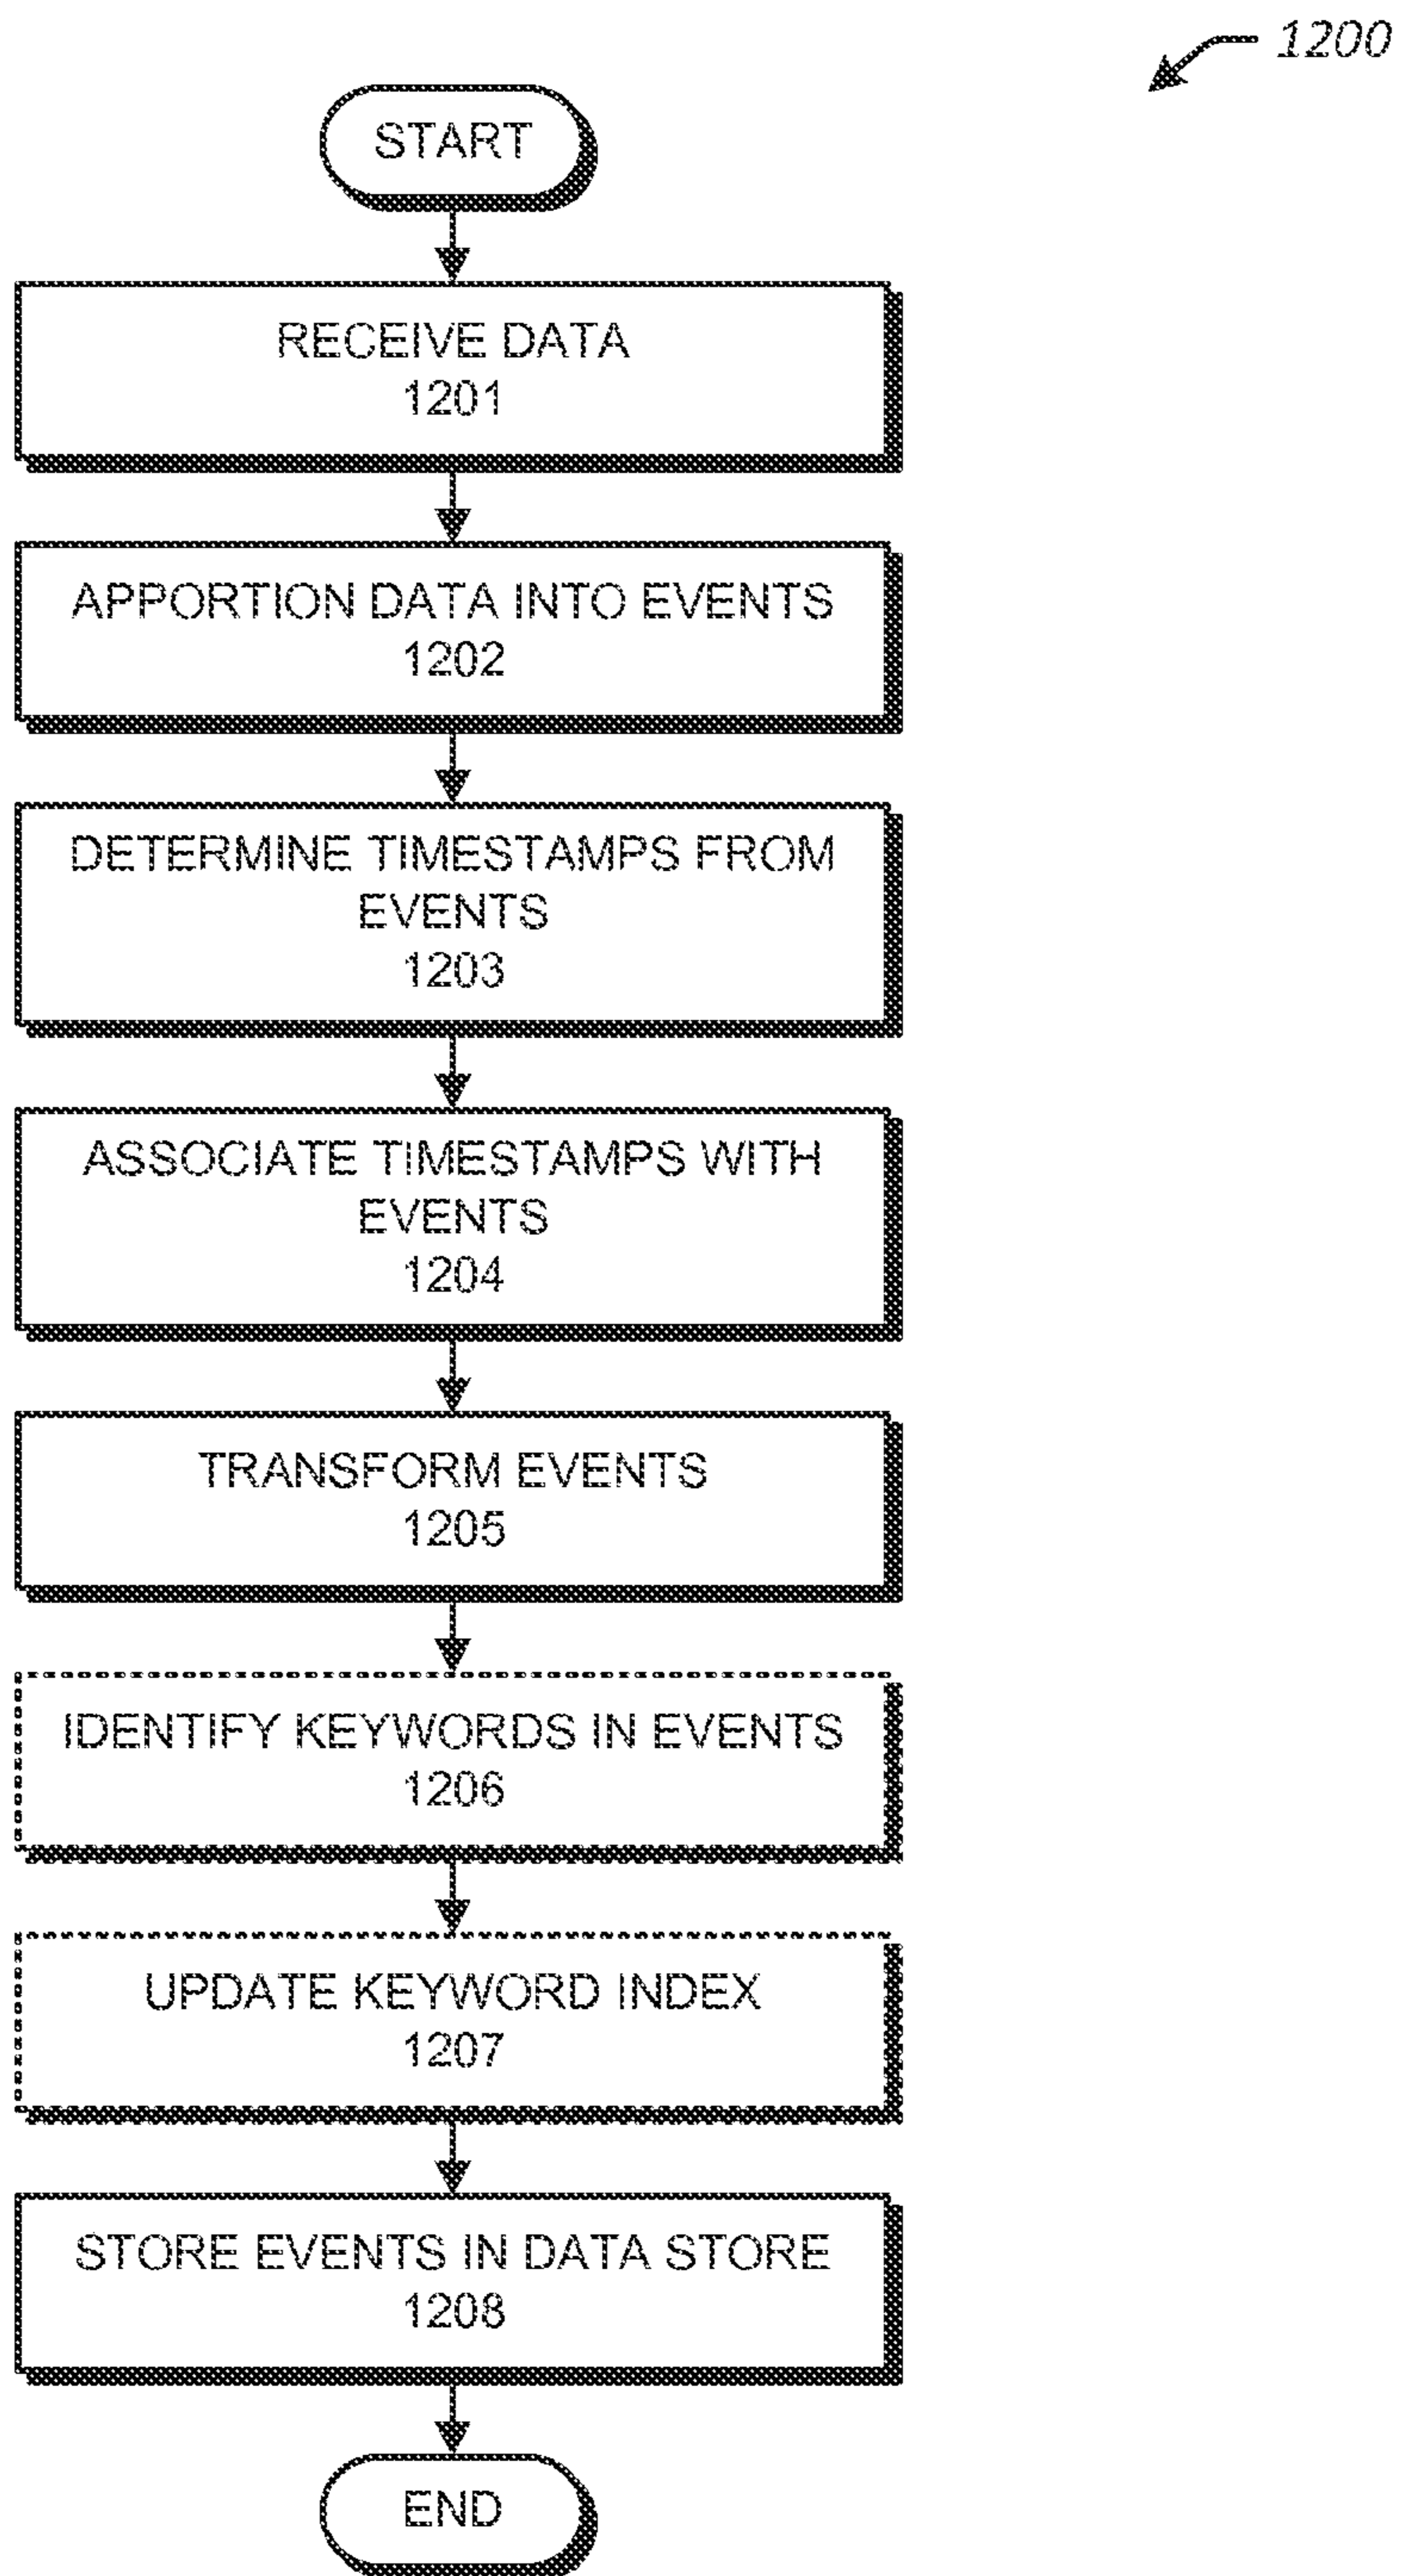 1200
START
RECEIVE DATA
1201
APPORTION DATA INTO EVENTS
1202
DETERMINE TIMESTAMPS FROM
EVENTS
1203
ASSOCIATE TIMESTAMPS WITH
EVENTS
1204
TRANSFORM EVENTS
1205
IDENTIFY KEYWORDS IN EVENTS
1206
UPDATE KEYWORD INDEX
1207
STORE EVENTS IN DATA STORE
1208
END